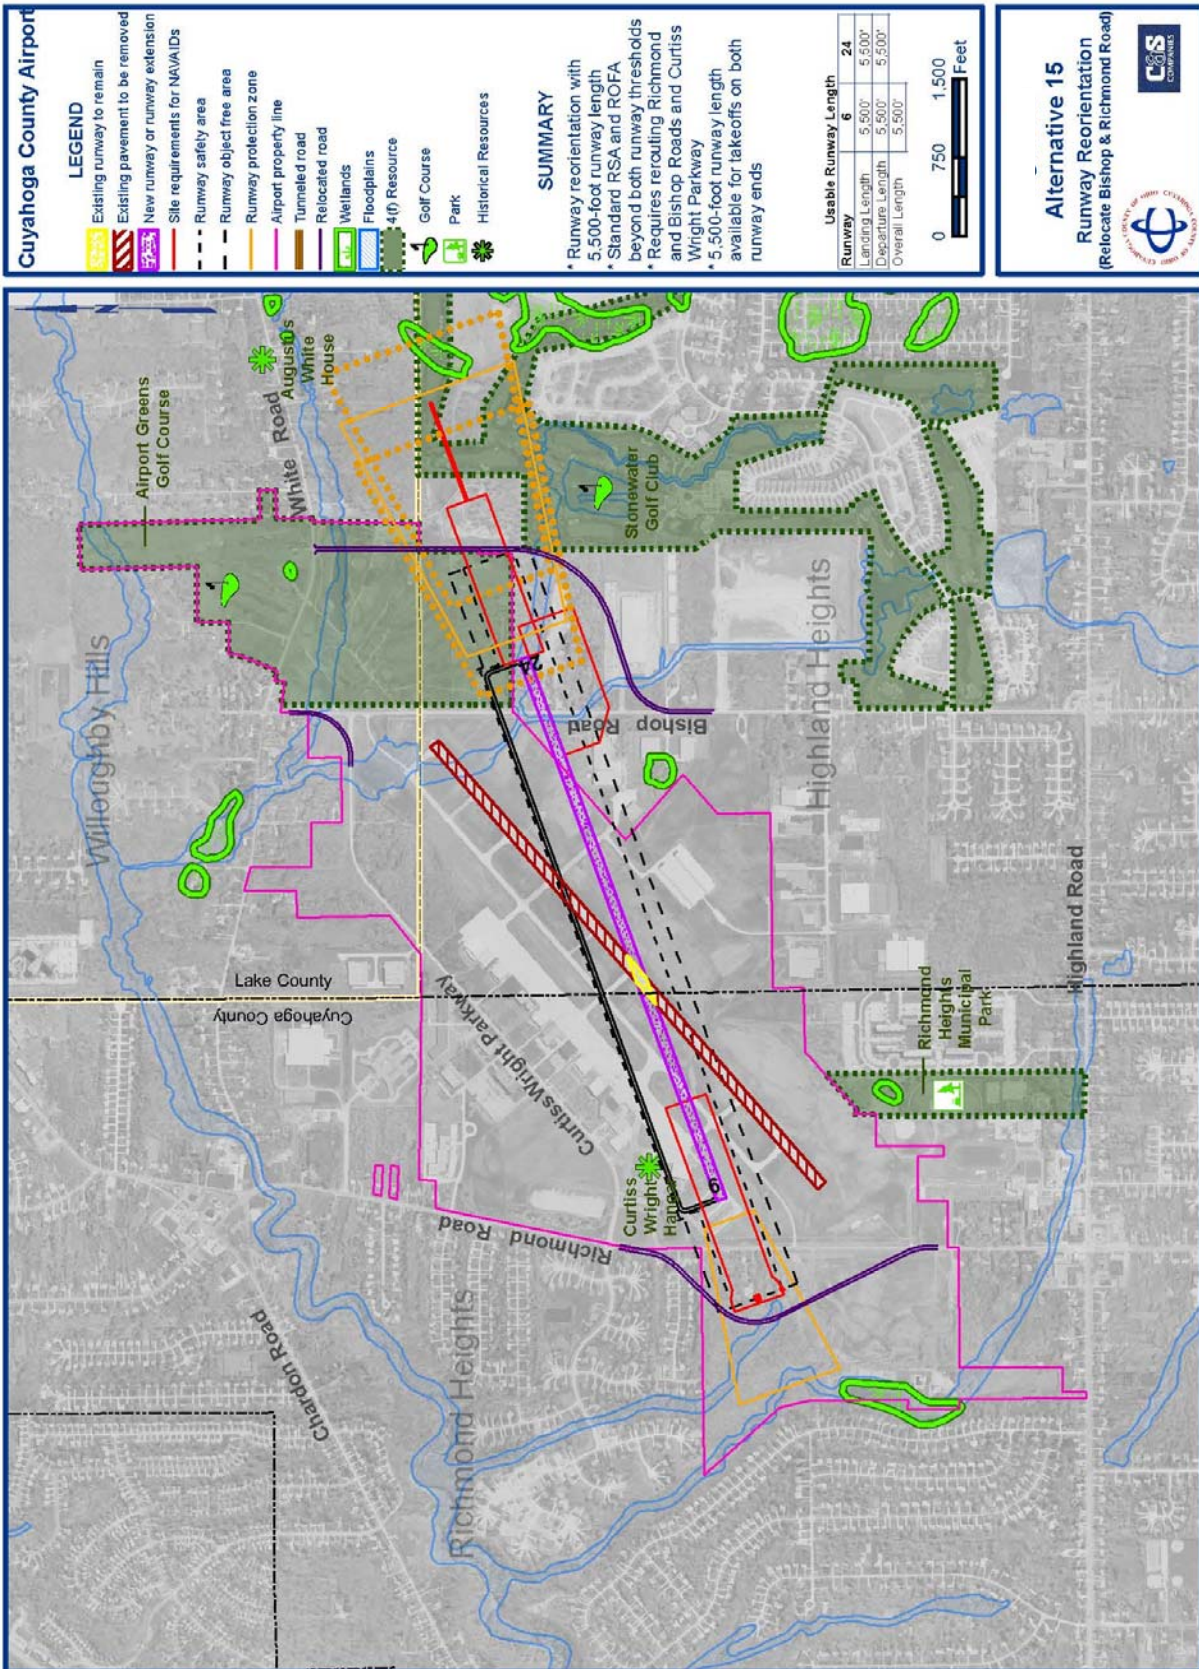 Cuyahoga County Airport
LEGEND
Existing runway to remain
Existing pavement to be removed
New runway or runway extension
Site requirements for NAVAIDs
Runway safety area
Runway object free area
Runway protection zone
Airport property line
Tunneled road
Relocated road
Wetlands
Floodplains
4(f) Resource
Golf Course
Park
Historical Resources
SUMMARY
* Runway reorientation with
5,500-foot runway length
* Standard RSA and ROFA
beyond both runway thresholds
* Requires routing Richmond
and Bishop Roads and Curtiss
Wright Parkway
* 5,500-foot runway length
available for takeoffs on both
runway ends
Usable Runway Length
Runway 6 24
Landing Length 5,500' 5,500'
Departure Length 5,500' 5,500'
Overall Length 5,500'
0 750 1,500
Feet
Alternative 15
Runway Reorientation
(Relocate Bishop & Richmond Road)
C&S
COMPANIES
N
Willoughby Hills
Airport Greens
Golf Course
White Road
Augustus
White
House
Lake County
Cuyahoga
County
Chardon Road
Richmond Heights
Richmond Road
Curtiss Wright Parkway
Curtiss
Wright
Hangar
6
24
Bishop Road
Stonewater
Golf Club
Highland Heights
Richmond
Heights
Municipal
Park
Highland Road